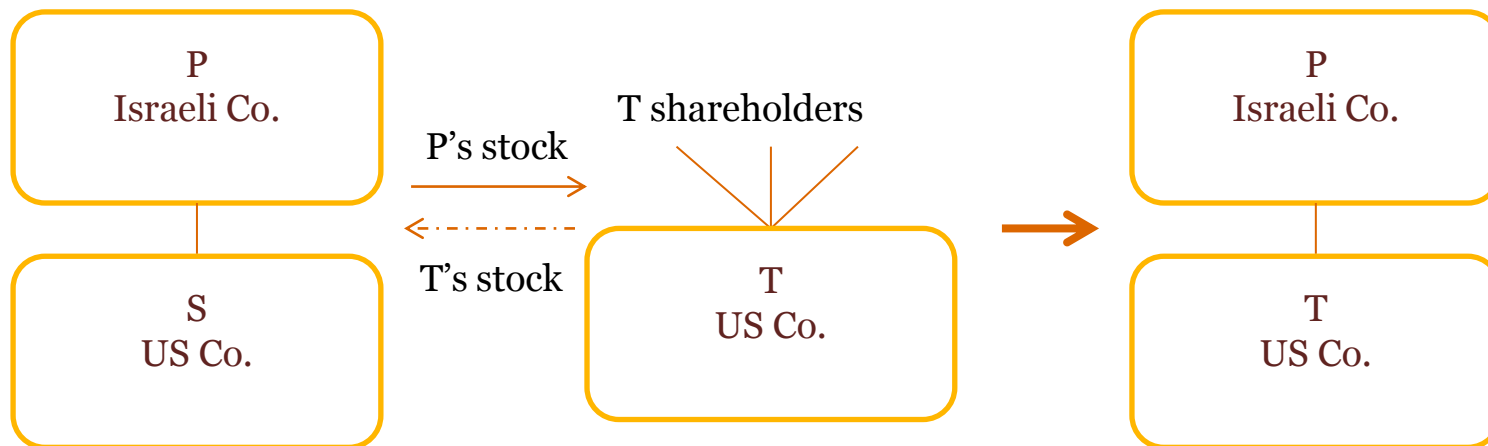 P
Israeli Co.
S
US Co.
P’s stock
T’s stock
T shareholders
T
US Co.
P
Israeli Co.
T
US Co.